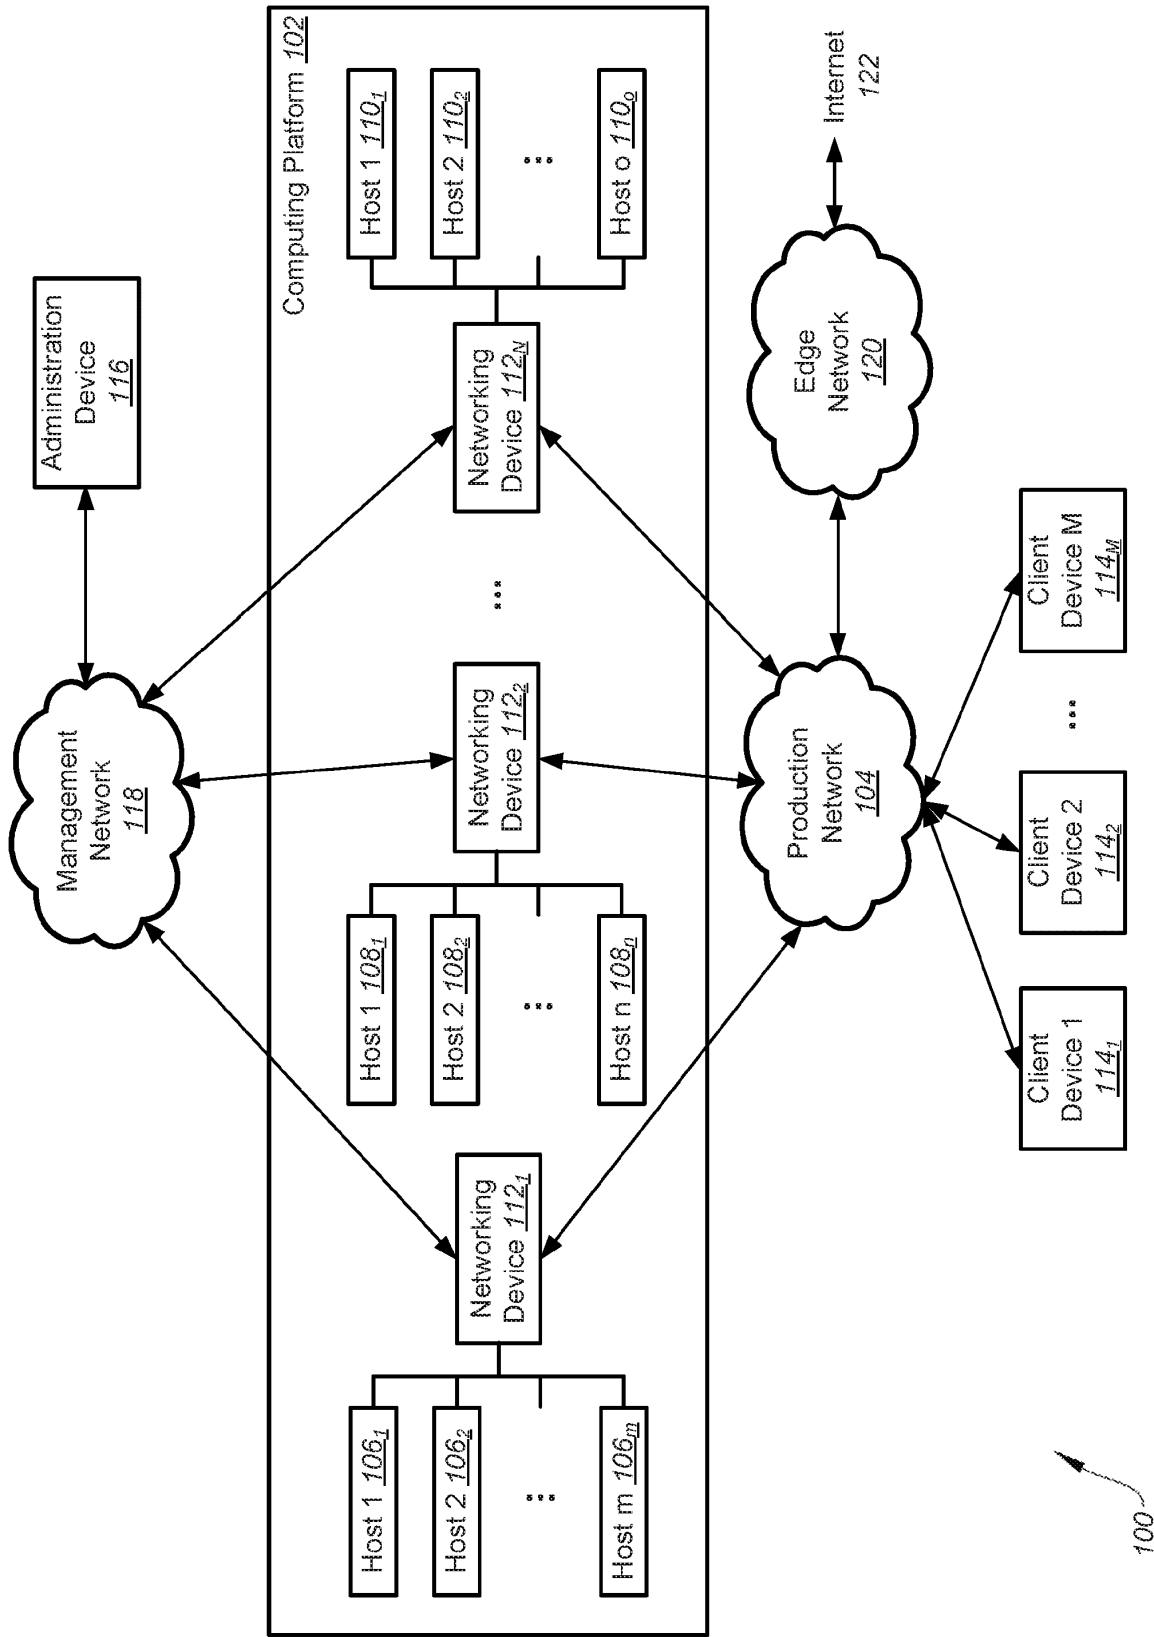 Administration
Device
116
Management
Network
118
Computing Platform 102
Host 1 106₁
Host 2 106₂
...
Host m 106ₘ
Networking
Device 112₁
Host 1 108₁
Host 2 108₂
...
Host n 108ₙ
Networking
Device 112₂
...
Networking
Device 112_N
Host 1 110₁
Host 2 110₂
...
Host o 110ₒ
Production
Network
104
Edge
Network
120
Internet
122
Client
Device 1
114₁
Client
Device 2
114₂
...
Client
Device M
114_M
100